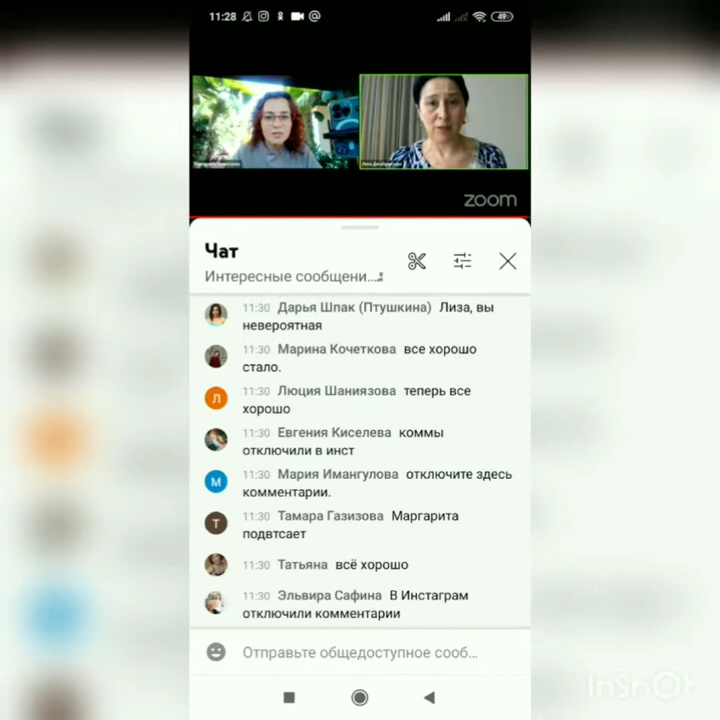 11:28
49
zoom
Чат
Интересные сообщени...
11:30 Дарья Шпак (Птушкина) Лиза, вы
невероятная
11:30 Марина Кочеткова все хорошо
стало.
11:30 Люция Шаниязова теперь все
хорошо
11:30 Евгения Киселева коммы
отключили в инст
11:30 Мария Имангулова отключите здесь
комментарии.
11:30 Тамара Газизова Маргарита
подвтсает
11:30 Татьяна всё хорошо
11:30 Эльвира Сафина В Инстаграм
отключили комментарии
Отправьте общедоступное сооб...
Л
М
Т
InShOt